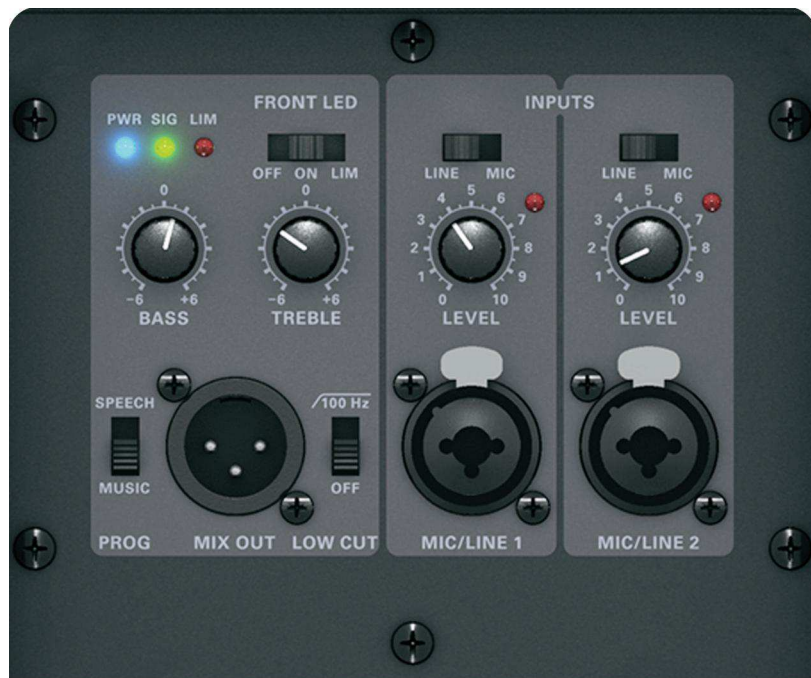 FRONT LED
INPUTS
PWR SIG LIM
OFF ON LIM
LINE MIC
LINE MIC
0
-6 +6
BASS
0
-6 +6
TREBLE
0 1 2 3 4 5 6 7 8 9 10
LEVEL
0 1 2 3 4 5 6 7 8 9 10
LEVEL
SPEECH
MUSIC
PROG
MIX OUT
100 Hz
OFF
LOW CUT
MIC/LINE 1
MIC/LINE 2